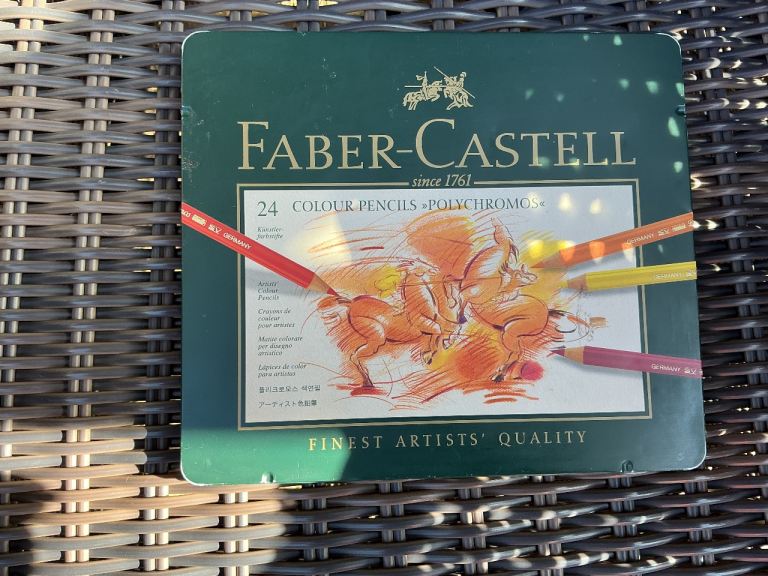 FABER-CASTELL
since 1761
24 COLOUR PENCILS »POLYCHROMOS«
Künstler-
farbstifte
Artists'
Colour
Pencils
Crayons de
couleur
pour artistes
Matite colorate
per disegno
artistico
Lápices de color
para artistas
폴리크로모스 색연필
アーティスト色鉛筆
GERMANY
GERMANY
GERMANY
GERMANY
FINEST ARTISTS' QUALITY